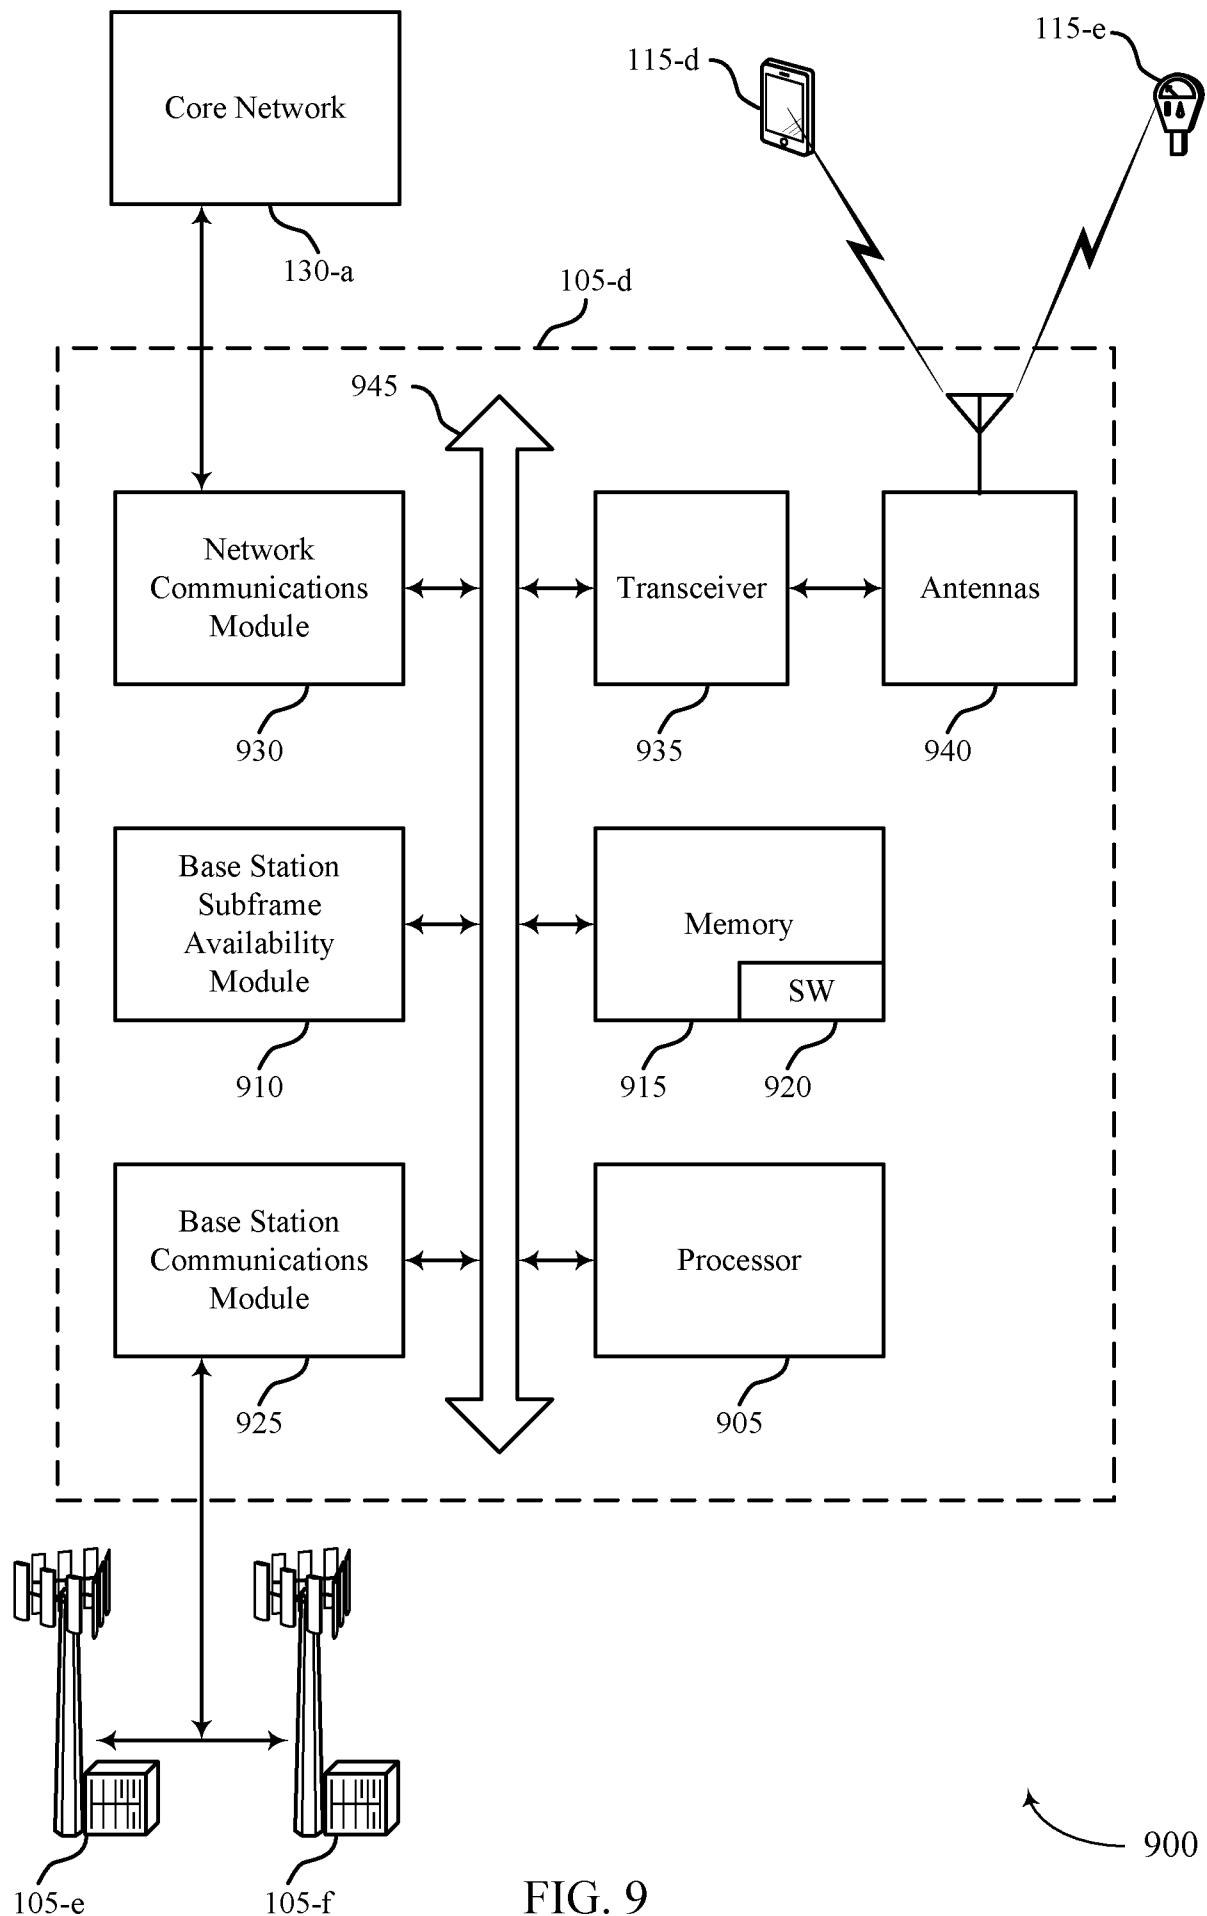 Core Network
130-a
115-d
115-e
105-d
945
Network
Communications
Module
930
Transceiver
935
Antennas
940
Base Station
Subframe
Availability
Module
910
Memory
SW
915
920
Base Station
Communications
Module
925
Processor
905
105-e
105-f
900
FIG. 9